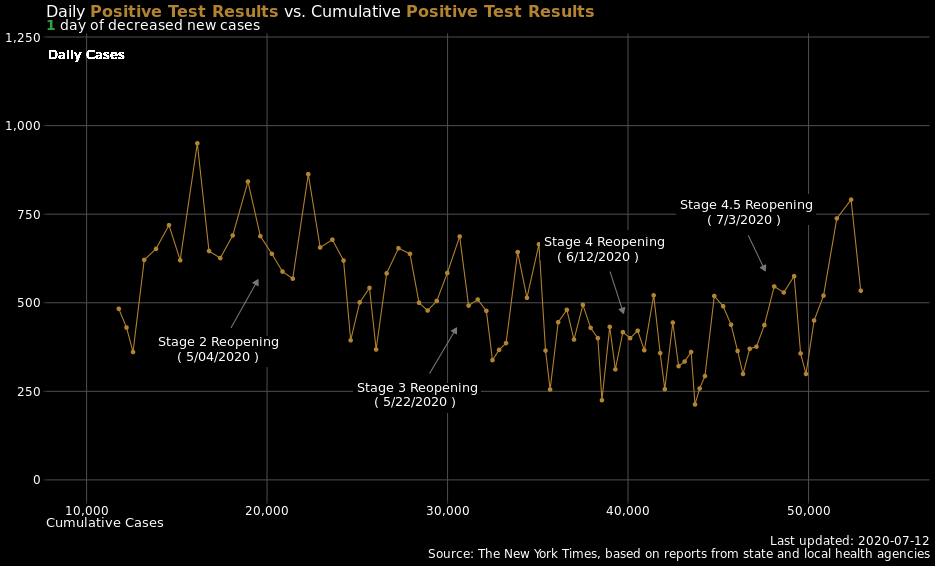 Daily Positive Test Results vs. Cumulative Positive Test Results
1 day of decreased new cases
1,250
Daily Cases
1,000
750
Stage 4.5 Reopening
( 7/3/2020 )
Stage 4 Reopening
( 6/12/2020 )
500
Stage 2 Reopening
( 5/04/2020 )
Stage 3 Reopening
( 5/22/2020 )
250
0
10,000 20,000 30,000 40,000 50,000
Cumulative Cases
Last updated: 2020-07-12
Source: The New York Times, based on reports from state and local health agencies